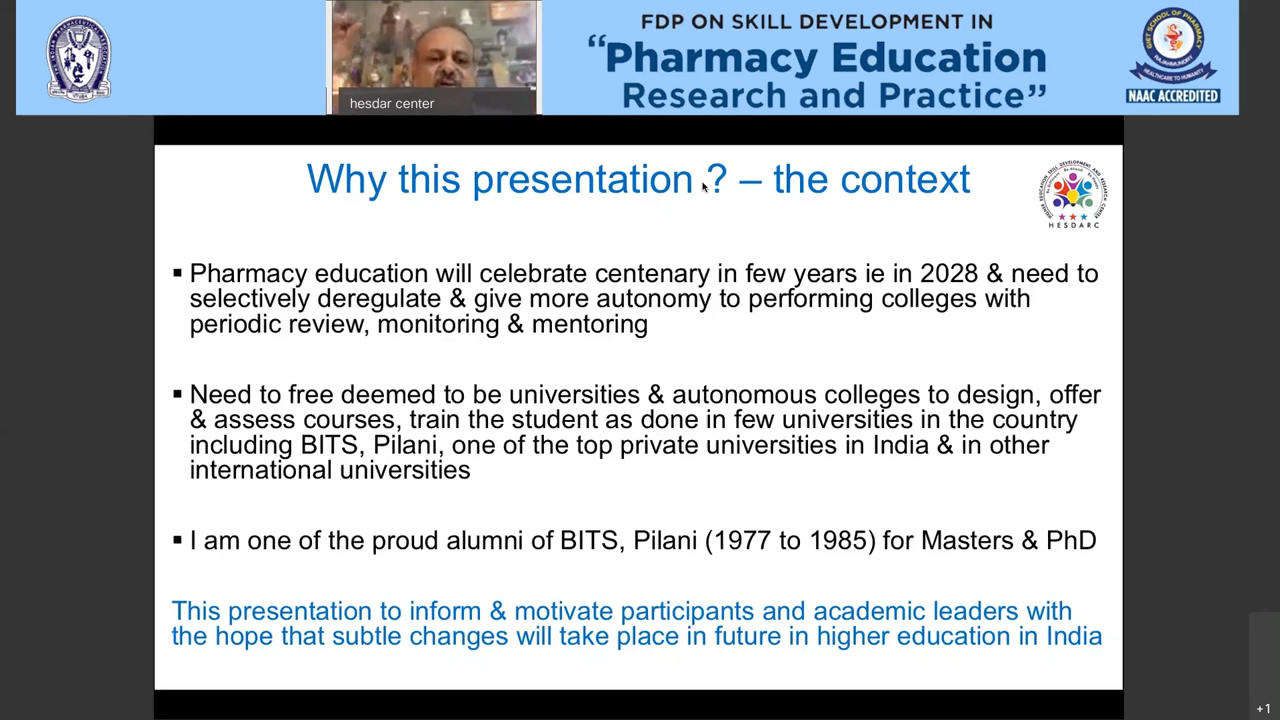 FDP ON SKILL DEVELOPMENT IN
“Pharmacy Education
Research and Practice”
hesdar center
NAAC ACCREDITED
Why this presentation ? – the context
HESDARC
▪ Pharmacy education will celebrate centenary in few years ie in 2028 & need to
selectively deregulate & give more autonomy to performing colleges with
periodic review, monitoring & mentoring
▪ Need to free deemed to be universities & autonomous colleges to design, offer
& assess courses, train the student as done in few universities in the country
including BITS, Pilani, one of the top private universities in India & in other
international universities
▪ I am one of the proud alumni of BITS, Pilani (1977 to 1985) for Masters & PhD
This presentation to inform & motivate participants and academic leaders with
the hope that subtle changes will take place in future in higher education in India
+1